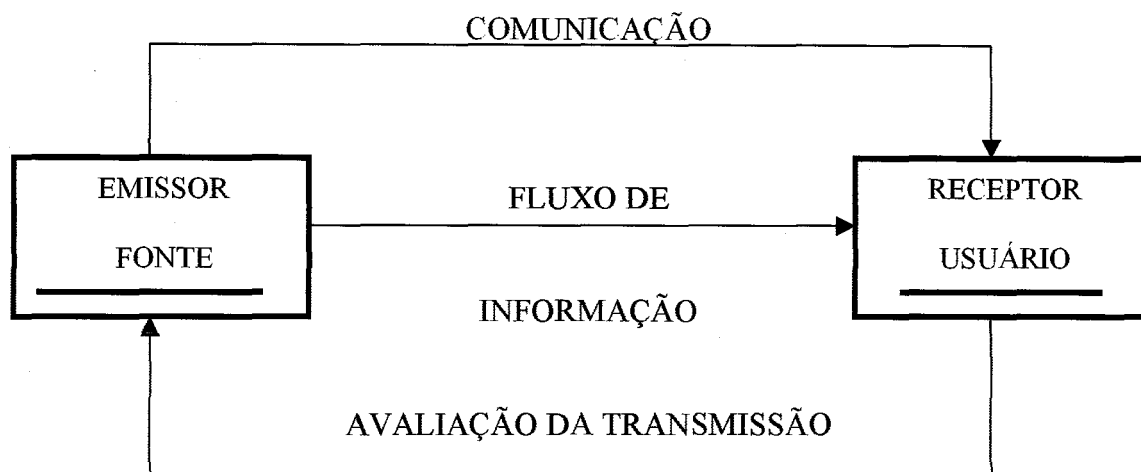 COMUNICAÇÃO
EMISSOR
FONTE
FLUXO DE
INFORMAÇÃO
RECEPTOR
USUÁRIO
AVALIAÇÃO DA TRANSMISSÃO